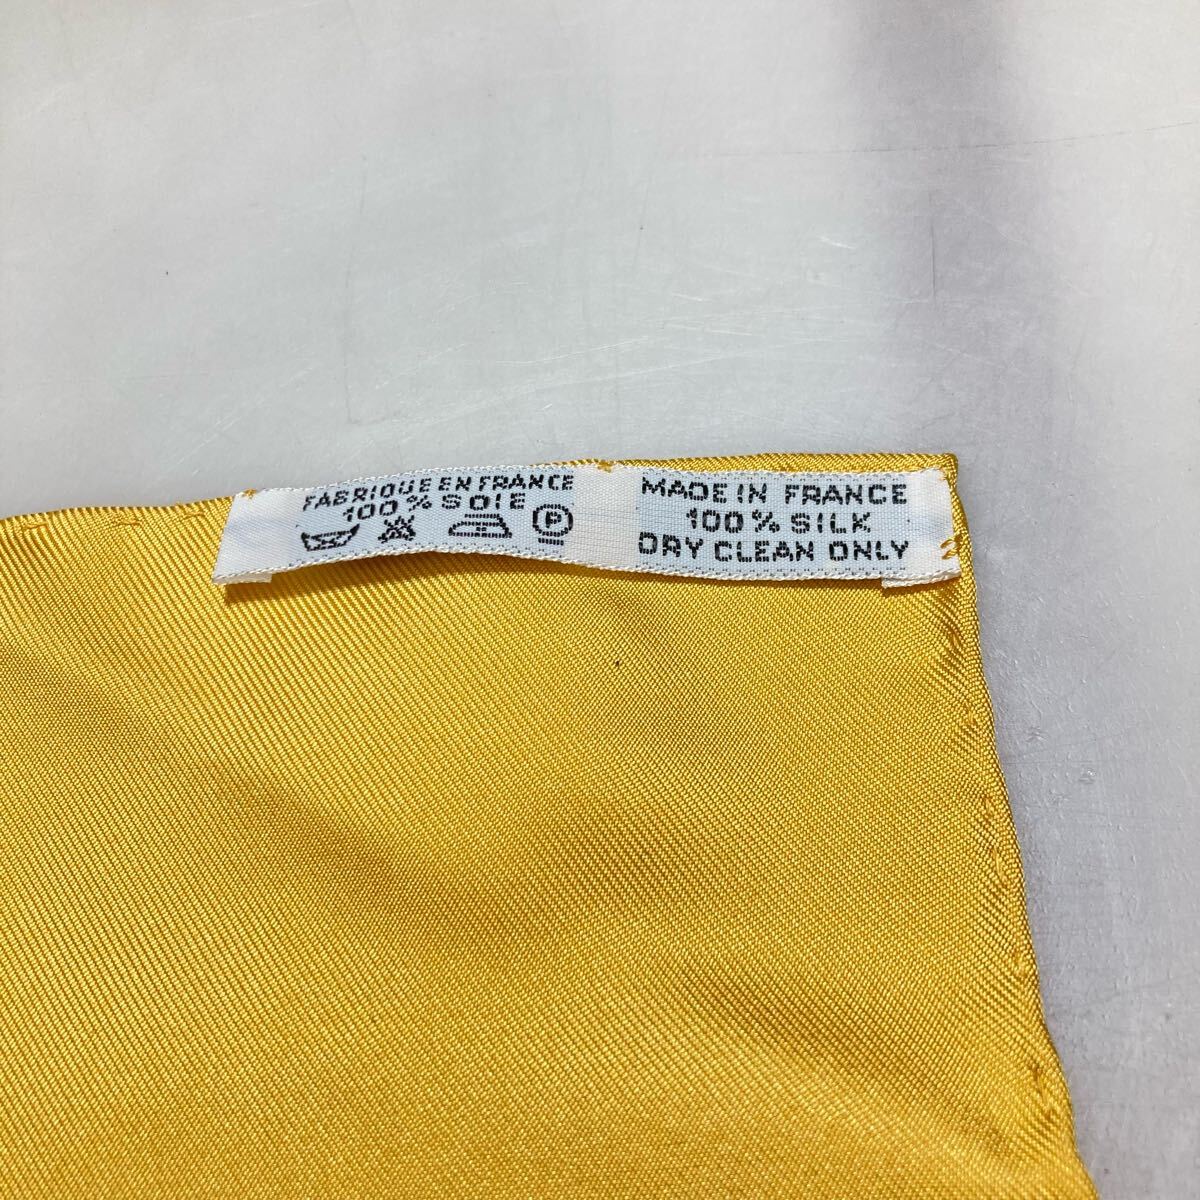 FABRIQUE EN FRANCE
100% SOIE
P
MADE IN FRANCE
100% SILK
DRY CLEAN ONLY